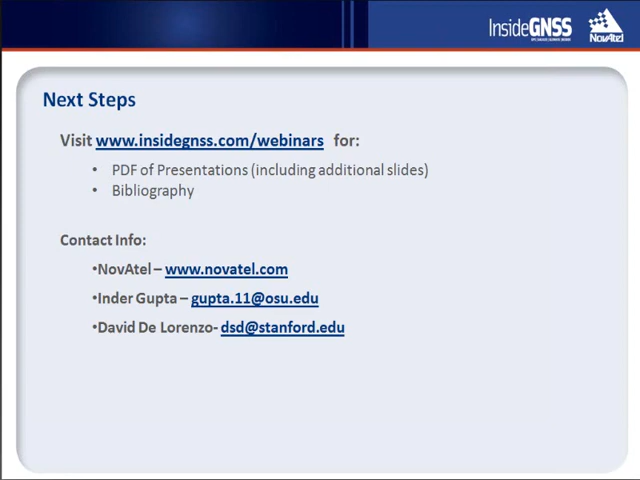 InsideGNSS
NovAtel
Next Steps
Visit www.insidegnss.com/webinars for:
• PDF of Presentations (including additional slides)
• Bibliography
Contact Info:
•NovAtel – www.novatel.com
•Inder Gupta – gupta.11@osu.edu
•David De Lorenzo- dsd@stanford.edu